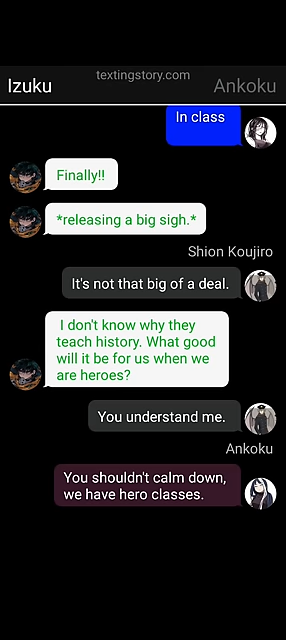 textingstory.com
Izuku
Ankoku
In class
Finally!!
*releasing a big sigh.*
Shion Koujiro
It's not that big of a deal.
I don't know why they
teach history. What good
will it be for us when we
are heroes?
You understand me.
Ankoku
You shouldn't calm down,
we have hero classes.